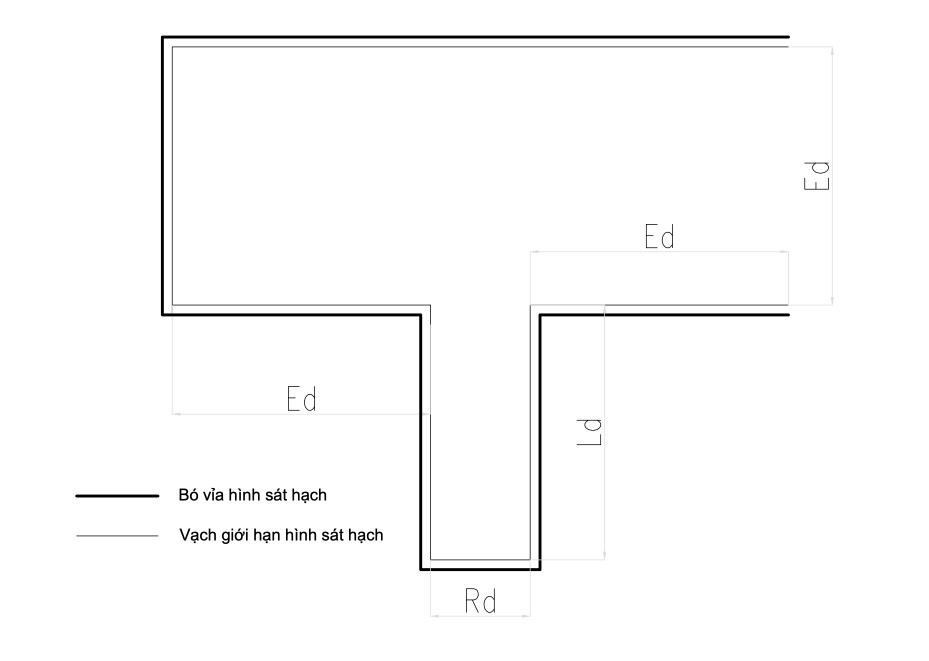 Ed
Ed
Ed
Ld
Bó vỉa hình sát hạch
Vạch giới hạn hình sát hạch
Rd